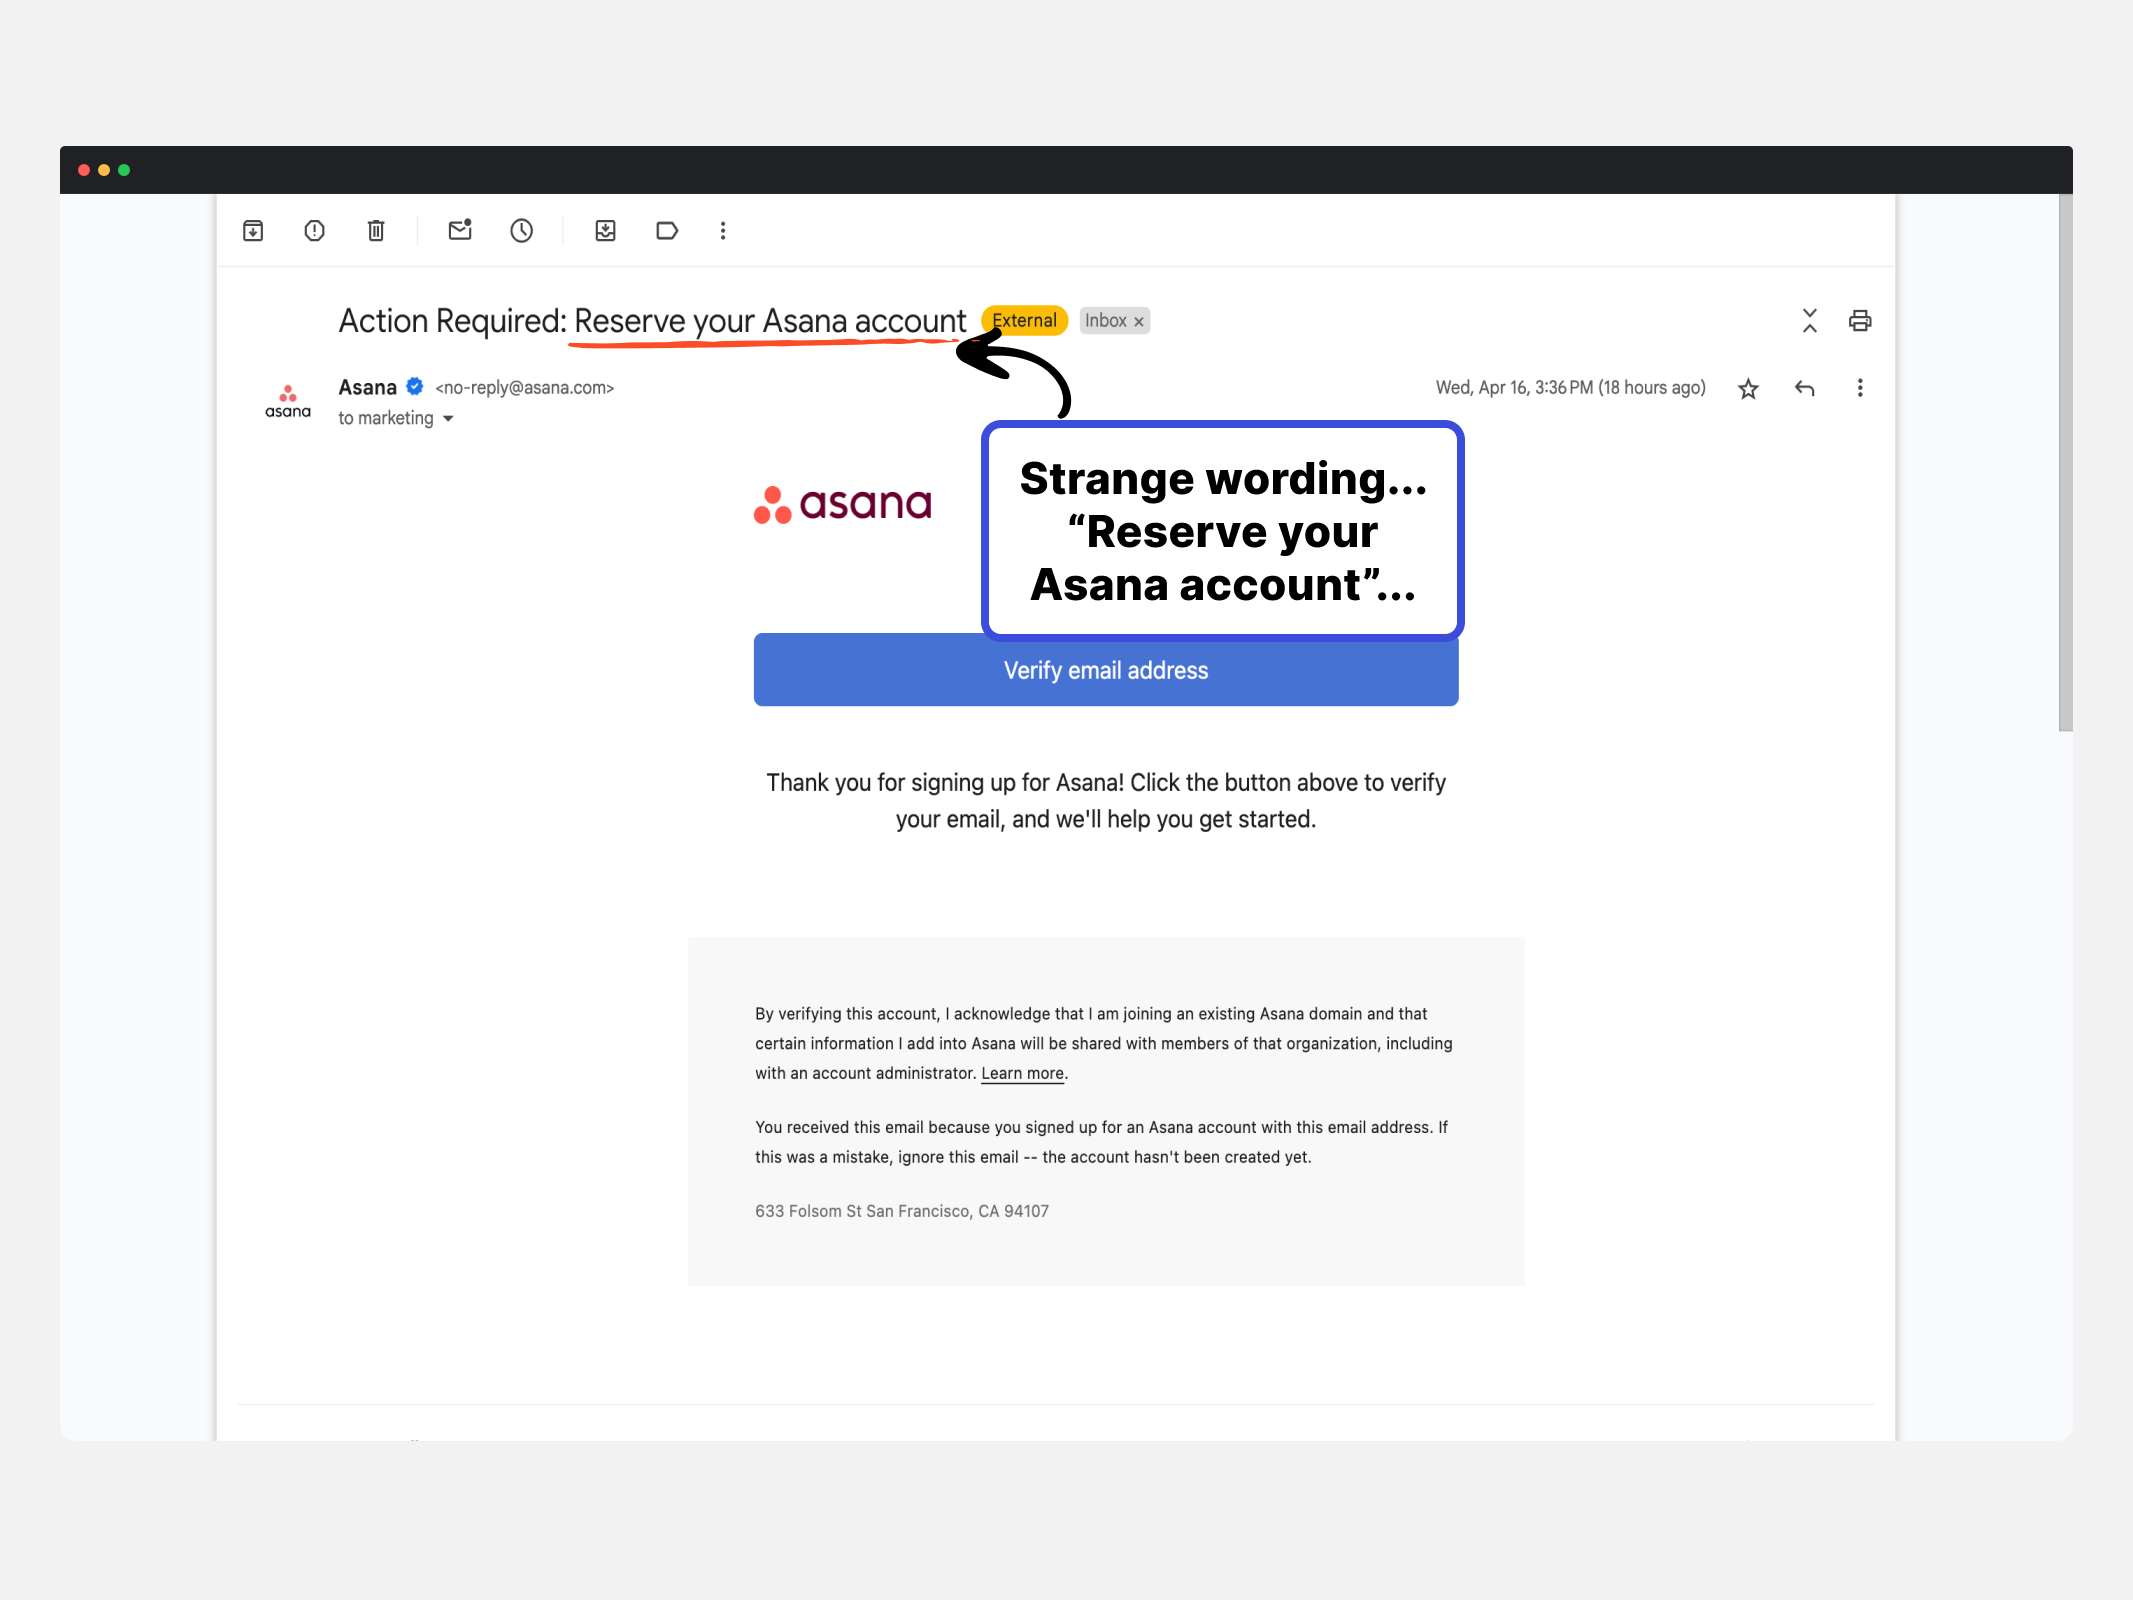 Action Required: Reserve your Asana account External Inbox ×
asana
Asana <no-reply@asana.com>
Wed, Apr 16, 3:36 PM (18 hours ago)
to marketing
asana
Strange wording...
“Reserve your
Asana account”...
Verify email address
Thank you for signing up for Asana! Click the button above to verify
your email, and we'll help you get started.
By verifying this account, I acknowledge that I am joining an existing Asana domain and that
certain information I add into Asana will be shared with members of that organization, including
with an account administrator. Learn more.
You received this email because you signed up for an Asana account with this email address. If
this was a mistake, ignore this email -- the account hasn't been created yet.
633 Folsom St San Francisco, CA 94107